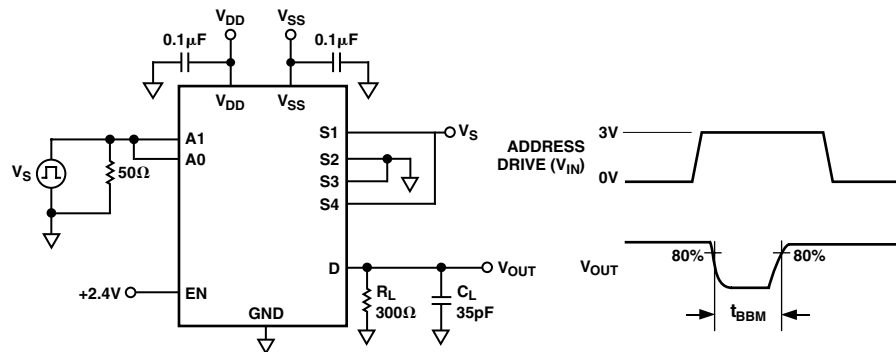 VDD
VSS
0.1µF
0.1µF
VDD
VSS
A1
A0
VS
50Ω
S1
VS
S2
S3
S4
D
VOUT
+2.4V
EN
GND
RL
300Ω
CL
35pF
ADDRESS
DRIVE (VIN)
3V
0V
VOUT
80%
80%
tBBM